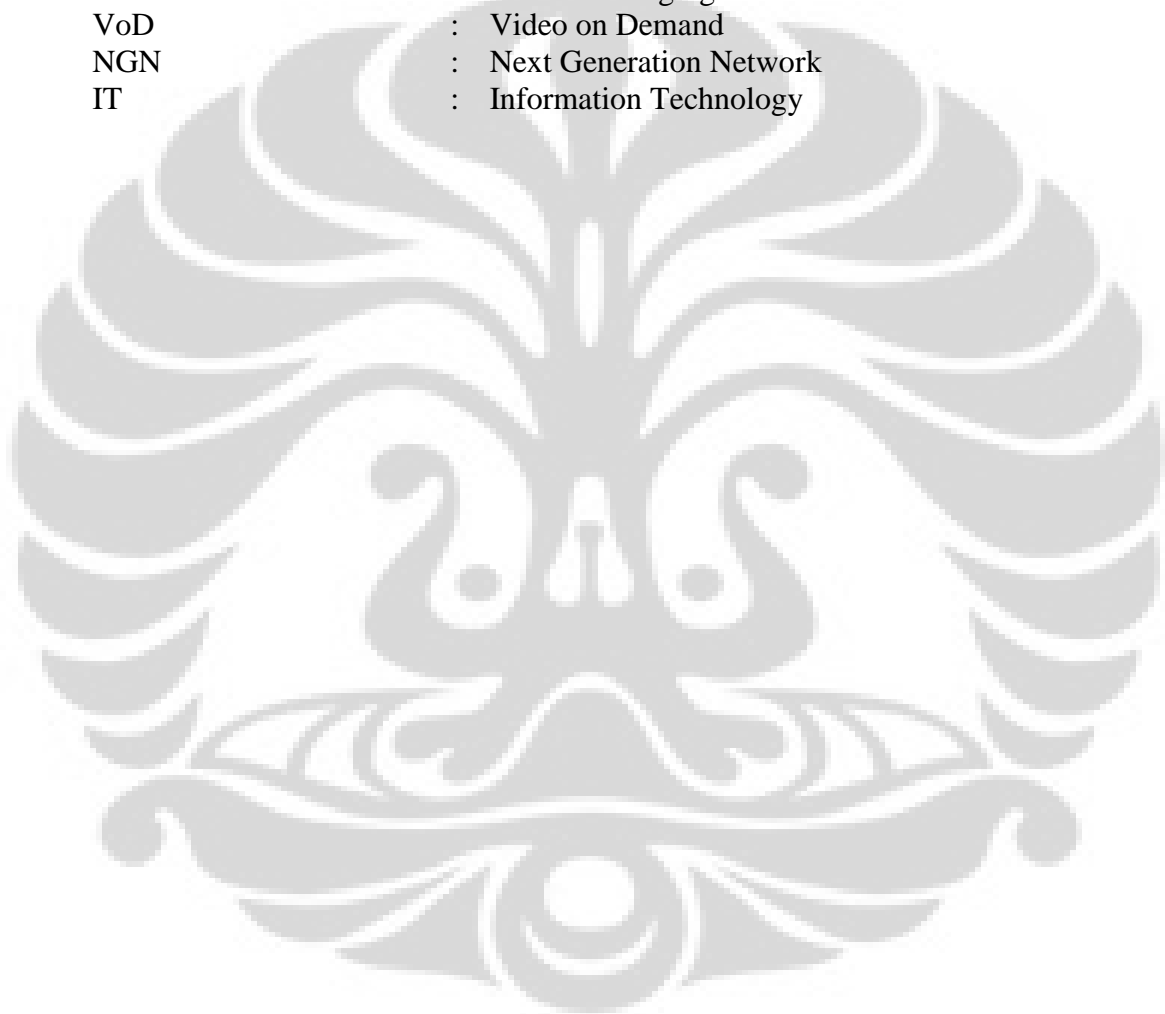 VoD : Video on Demand
NGN : Next Generation Network
IT : Information Technology